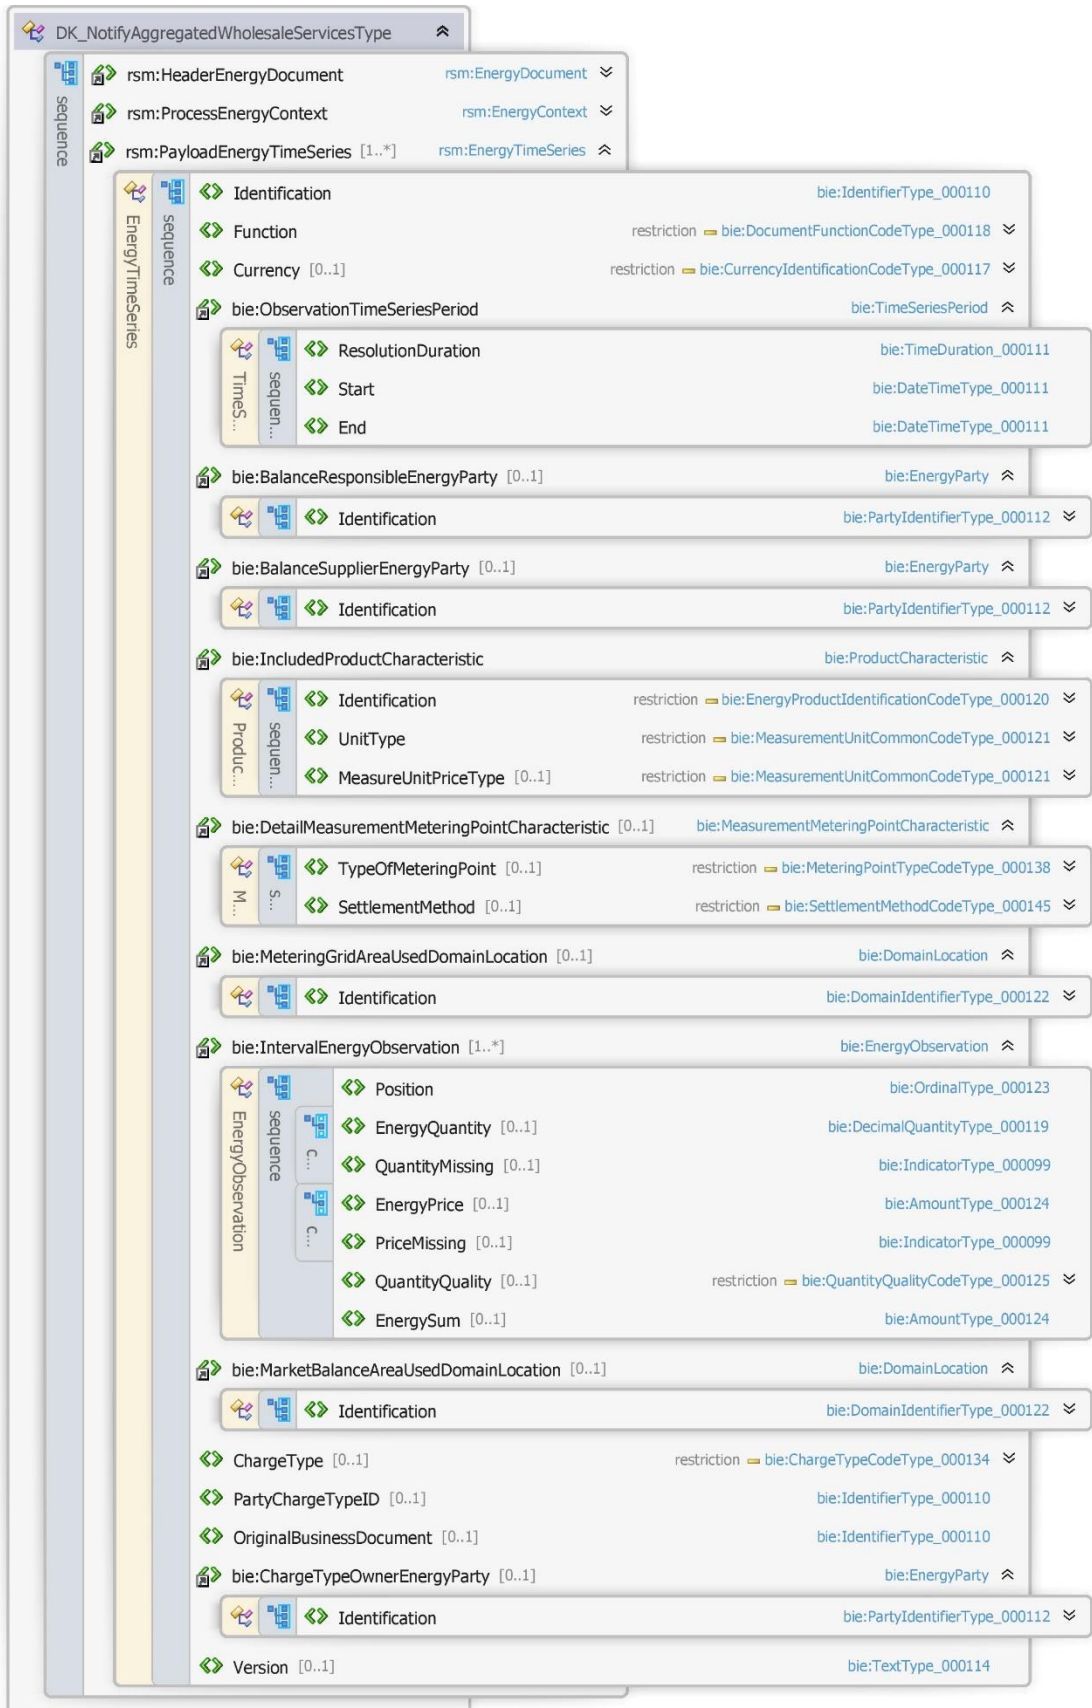 DK_NotifyAggregatedWholesaleServicesType
sequence
rsm:HeaderEnergyDocument rsm:EnergyDocument
rsm:ProcessEnergyContext rsm:EnergyContext
rsm:PayloadEnergyTimeSeries [1..*] rsm:EnergyTimeSeries
EnergyTimeSeries
sequence
Identification bie:IdentifierType_000110
Function restriction bie:DocumentFunctionCodeType_000118
Currency [0..1] restriction bie:CurrencyIdentificationCodeType_000117
bie:ObservationTimeSeriesPeriod bie:TimeSeriesPeriod
TimeS...
sequen...
ResolutionDuration bie:TimeDuration_000111
Start bie:DateTimeType_000111
End bie:DateTimeType_000111
bie:BalanceResponsibleEnergyParty [0..1] bie:EnergyParty
Identification bie:PartyIdentifierType_000112
bie:BalanceSupplierEnergyParty [0..1] bie:EnergyParty
Identification bie:PartyIdentifierType_000112
bie:IncludedProductCharacteristic bie:ProductCharacteristic
Produc...
sequen...
Identification restriction bie:EnergyProductIdentificationCodeType_000120
UnitType restriction bie:MeasurementUnitCommonCodeType_000121
MeasureUnitPriceType [0..1] restriction bie:MeasurementUnitCommonCodeType_000121
bie:DetailMeasurementMeteringPointCharacteristic [0..1] bie:MeasurementMeteringPointCharacteristic
M...
s...
TypeOfMeteringPoint [0..1] restriction bie:MeteringPointTypeCodeType_000138
SettlementMethod [0..1] restriction bie:SettlementMethodCodeType_000145
bie:MeteringGridAreaUsedDomainLocation [0..1] bie:DomainLocation
Identification bie:DomainIdentifierType_000122
bie:IntervalEnergyObservation [1..*] bie:EnergyObservation
EnergyObservation
sequence
c...
c...
Position bie:OrdinalType_000123
EnergyQuantity [0..1] bie:DecimalQuantityType_000119
QuantityMissing [0..1] bie:IndicatorType_000099
EnergyPrice [0..1] bie:AmountType_000124
PriceMissing [0..1] bie:IndicatorType_000099
QuantityQuality [0..1] restriction bie:QuantityQualityCodeType_000125
EnergySum [0..1] bie:AmountType_000124
bie:MarketBalanceAreaUsedDomainLocation [0..1] bie:DomainLocation
Identification bie:DomainIdentifierType_000122
ChargeType [0..1] restriction bie:ChargeTypeCodeType_000134
PartyChargeTypeID [0..1] bie:IdentifierType_000110
OriginalBusinessDocument [0..1] bie:IdentifierType_000110
bie:ChargeTypeOwnerEnergyParty [0..1] bie:EnergyParty
Identification bie:PartyIdentifierType_000112
Version [0..1] bie:TextType_000114